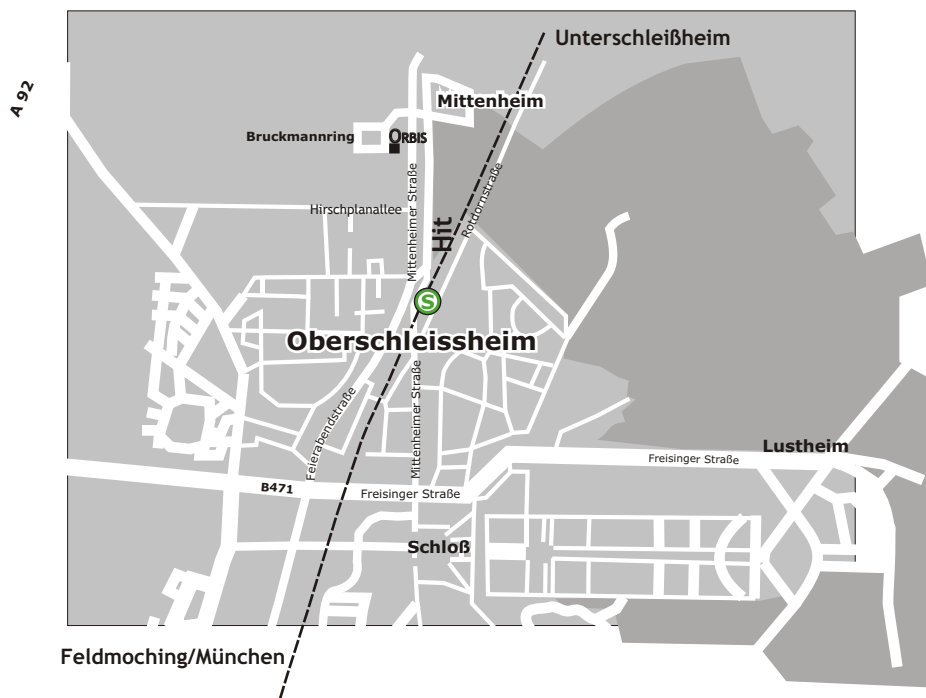 Unterschleißheim
A 92
Mittenheim
Bruckmannring
ORBIS
Mittenheimer Straße
Rotdornstraße
Hirschplanallee
Hit
S
Oberschleissheim
Feierabendstraße
Mittenheimer Straße
Lustheim
Freisinger Straße
B471
Freisinger Straße
Schloß
Feldmoching/München